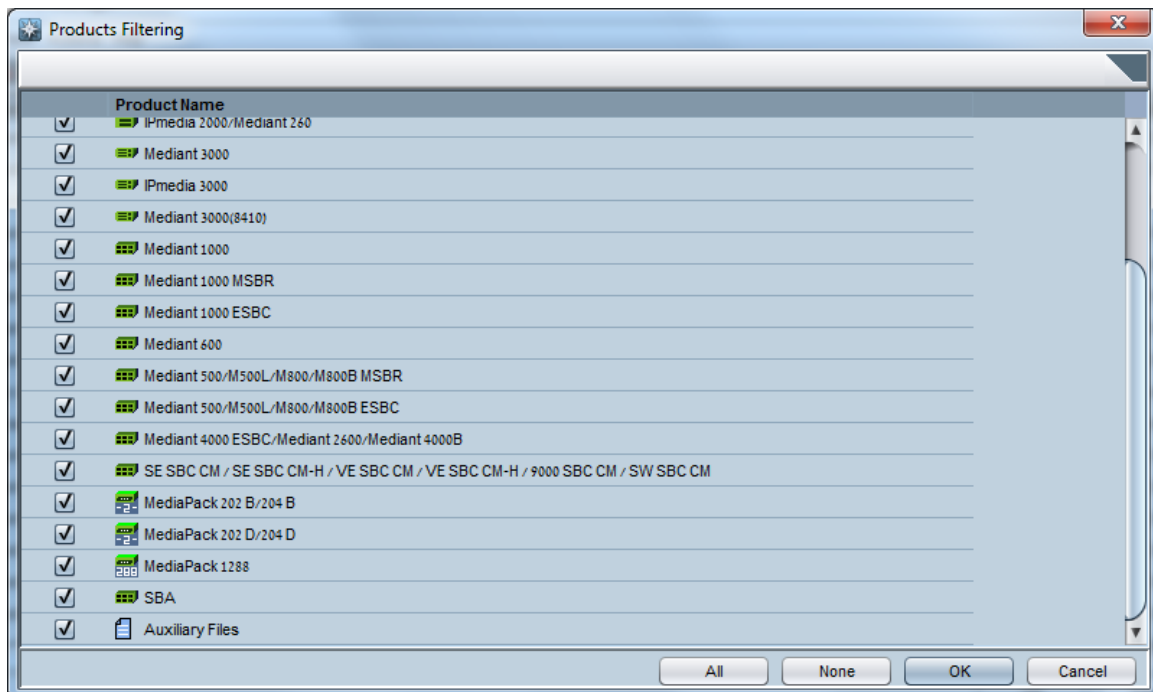 Products Filtering
Product Name
IPmedia 2000/Mediant 260
Mediant 3000
IPmedia 3000
Mediant 3000(8410)
Mediant 1000
Mediant 1000 MSBR
Mediant 1000 ESBC
Mediant 600
Mediant 500/M500L/M800/M800B MSBR
Mediant 500/M500L/M800/M800B ESBC
Mediant 4000 ESBC/Mediant 2600/Mediant 4000B
SE SBC CM / SE SBC CM-H / VE SBC CM / VE SBC CM-H / 9000 SBC CM / SW SBC CM
MediaPack 202 B/204 B
MediaPack 202 D/204 D
MediaPack 1288
SBA
Auxiliary Files
All None OK Cancel